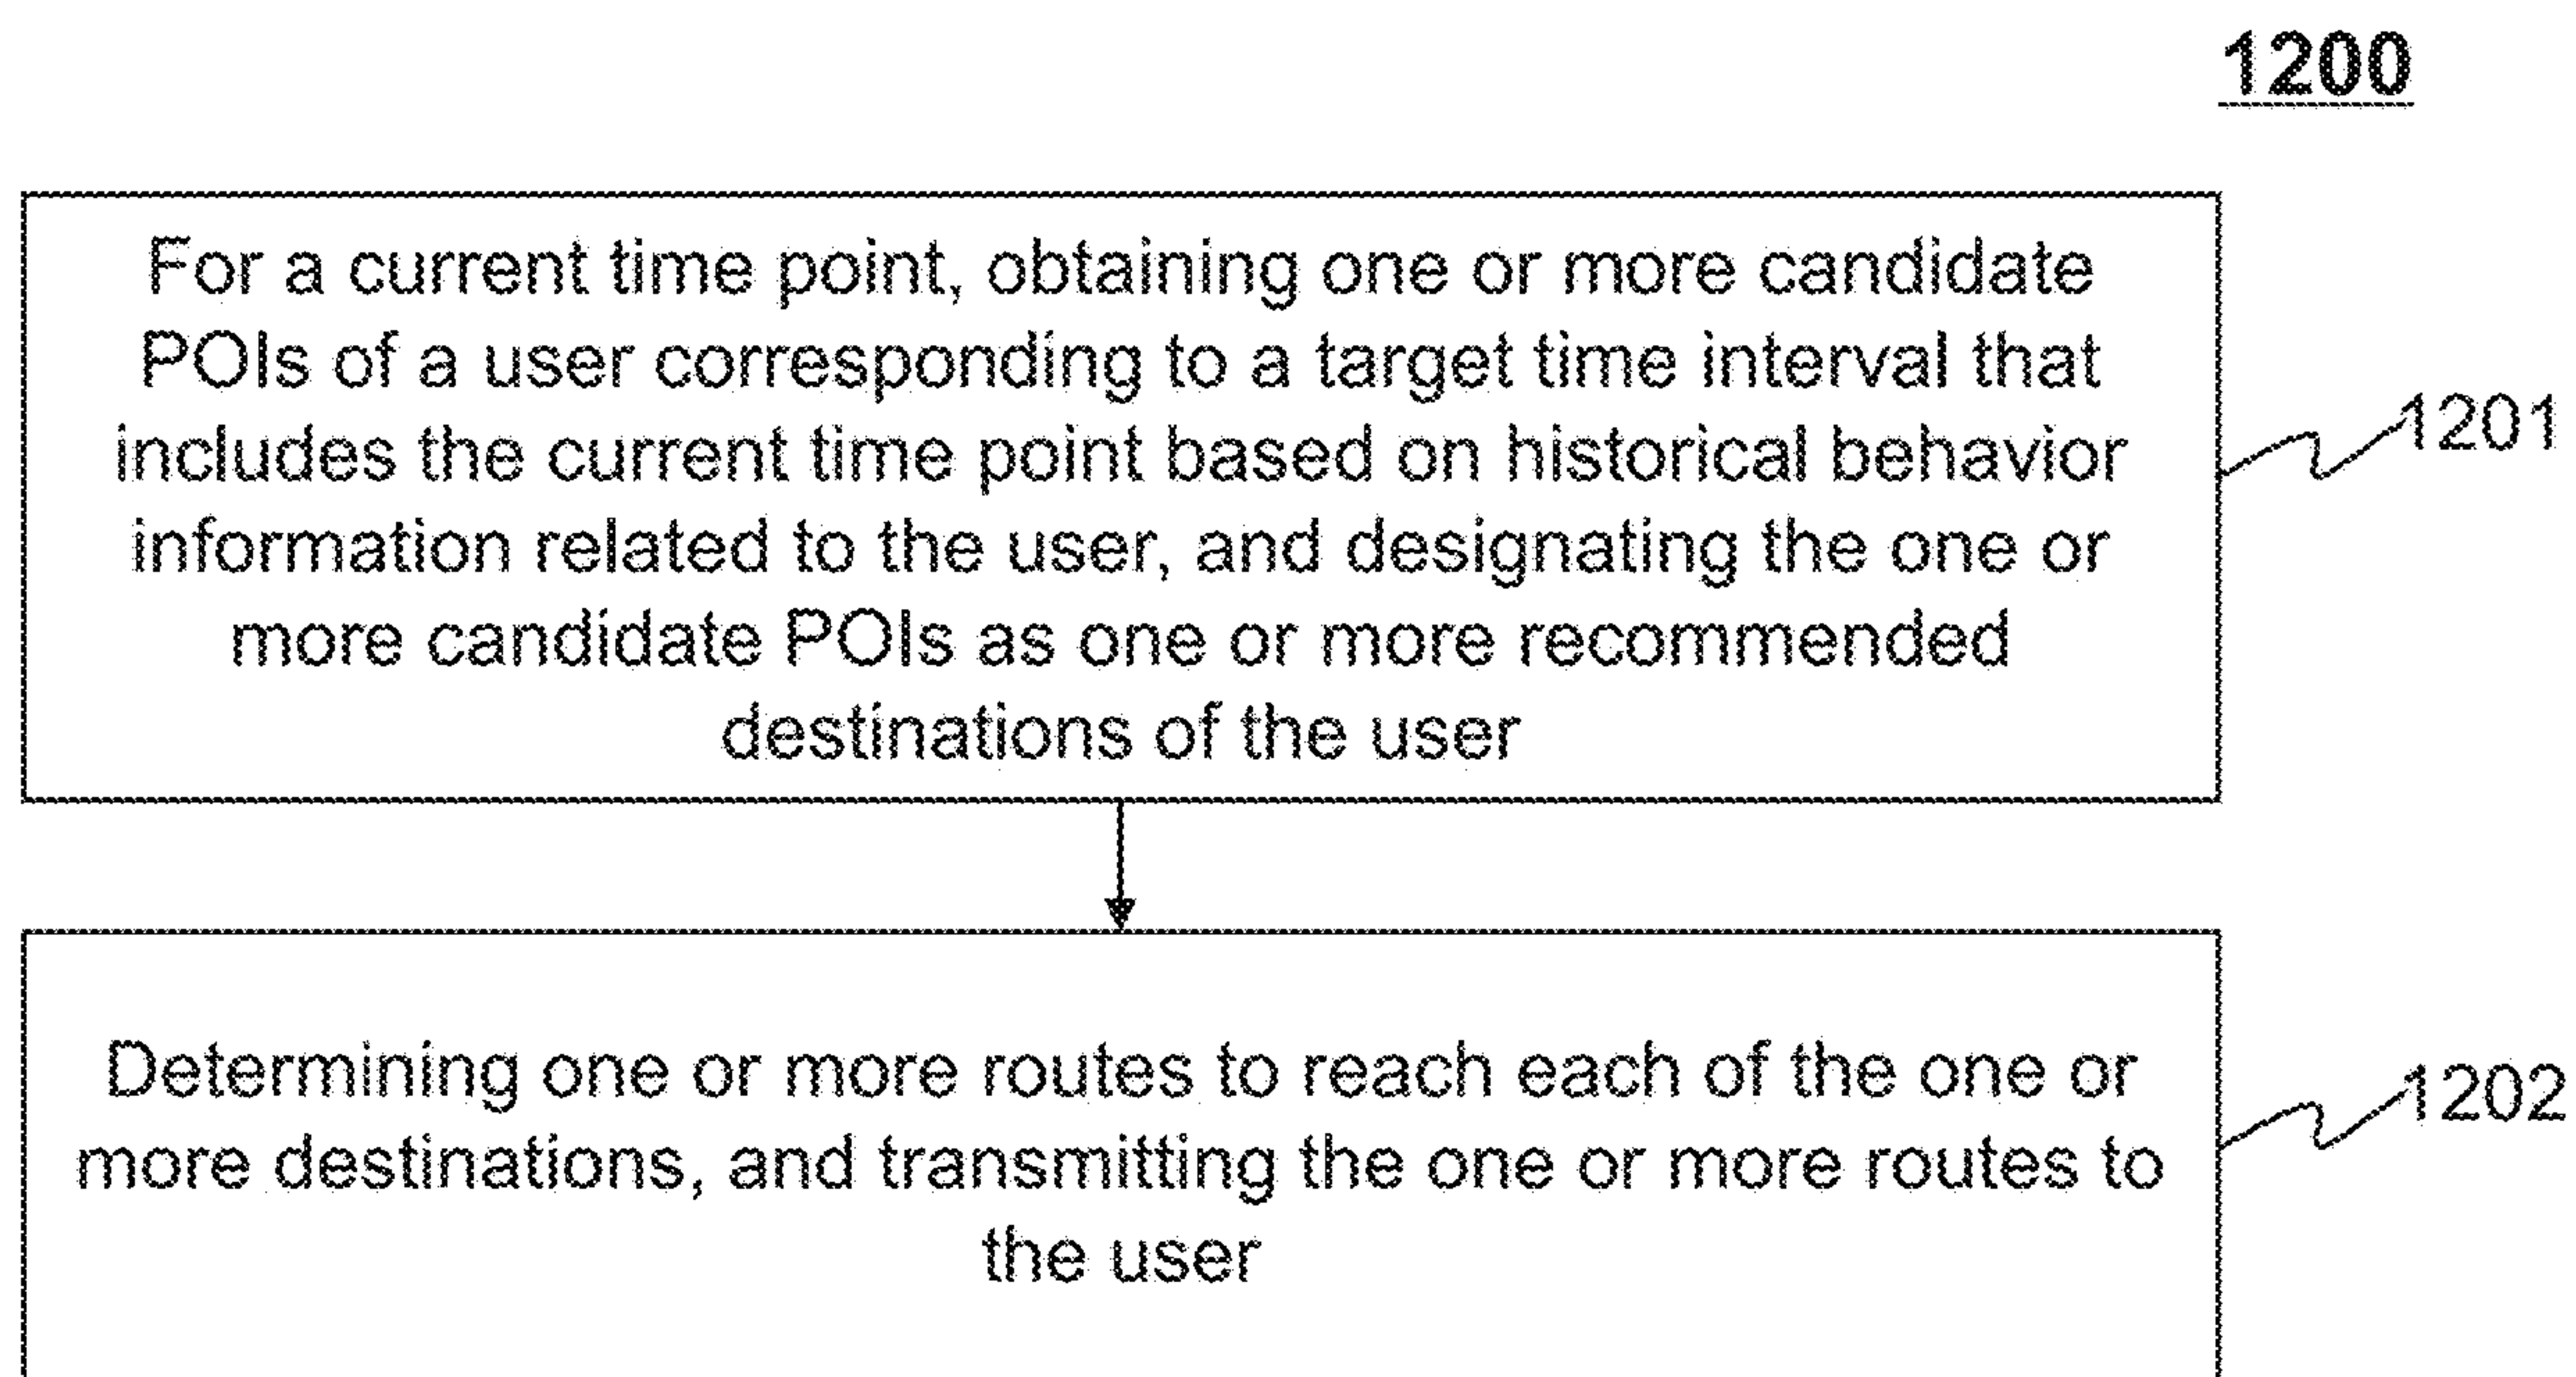 1200
For a current time point, obtaining one or more candidate
POIs of a user corresponding to a target time interval that
includes the current time point based on historical behavior
information related to the user, and designating the one or
more candidate POIs as one or more recommended
destinations of the user
1201
Determining one or more routes to reach each of the one or
more destinations, and transmitting the one or more routes to
the user
1202